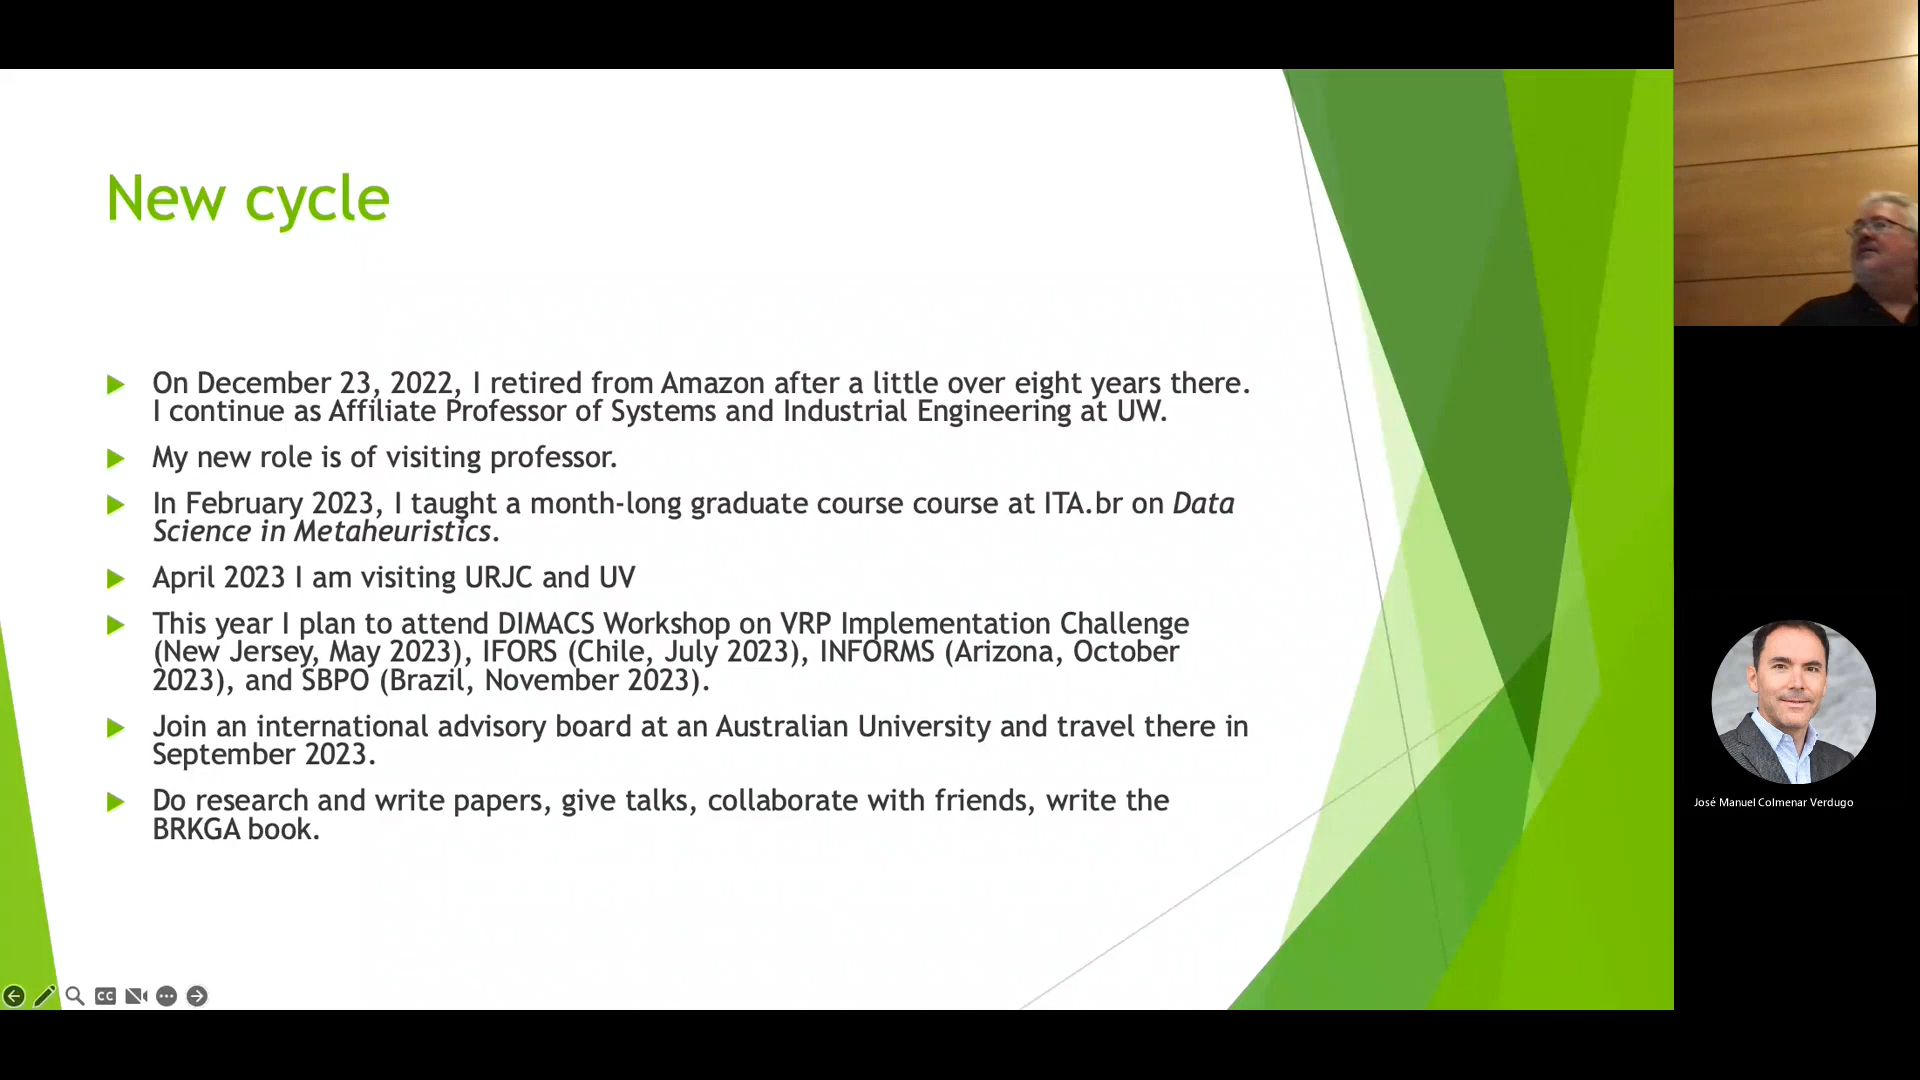 New cycle
On December 23, 2022, I retired from Amazon after a little over eight years there.
I continue as Affiliate Professor of Systems and Industrial Engineering at UW.
My new role is of visiting professor.
In February 2023, I taught a month-long graduate course course at ITA.br on Data
Science in Metaheuristics.
April 2023 I am visiting URJC and UV
This year I plan to attend DIMACS Workshop on VRP Implementation Challenge
(New Jersey, May 2023), IFORS (Chile, July 2023), INFORMS (Arizona, October
2023), and SBPO (Brazil, November 2023).
Join an international advisory board at an Australian University and travel there in
September 2023.
Do research and write papers, give talks, collaborate with friends, write the
BRKGA book.
CC
José Manuel Colmenar Verdugo